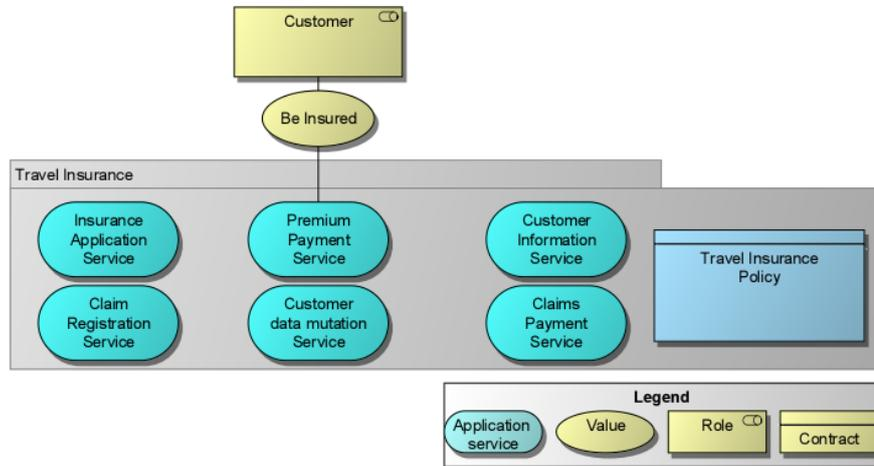 Customer
Be Insured
Travel Insurance
Insurance
Application
Service
Premium
Payment
Service
Customer
Information
Service
Travel Insurance
Policy
Claim
Registration
Service
Customer
data mutation
Service
Claims
Payment
Service
Legend
Application
service
Value
Role
Contract